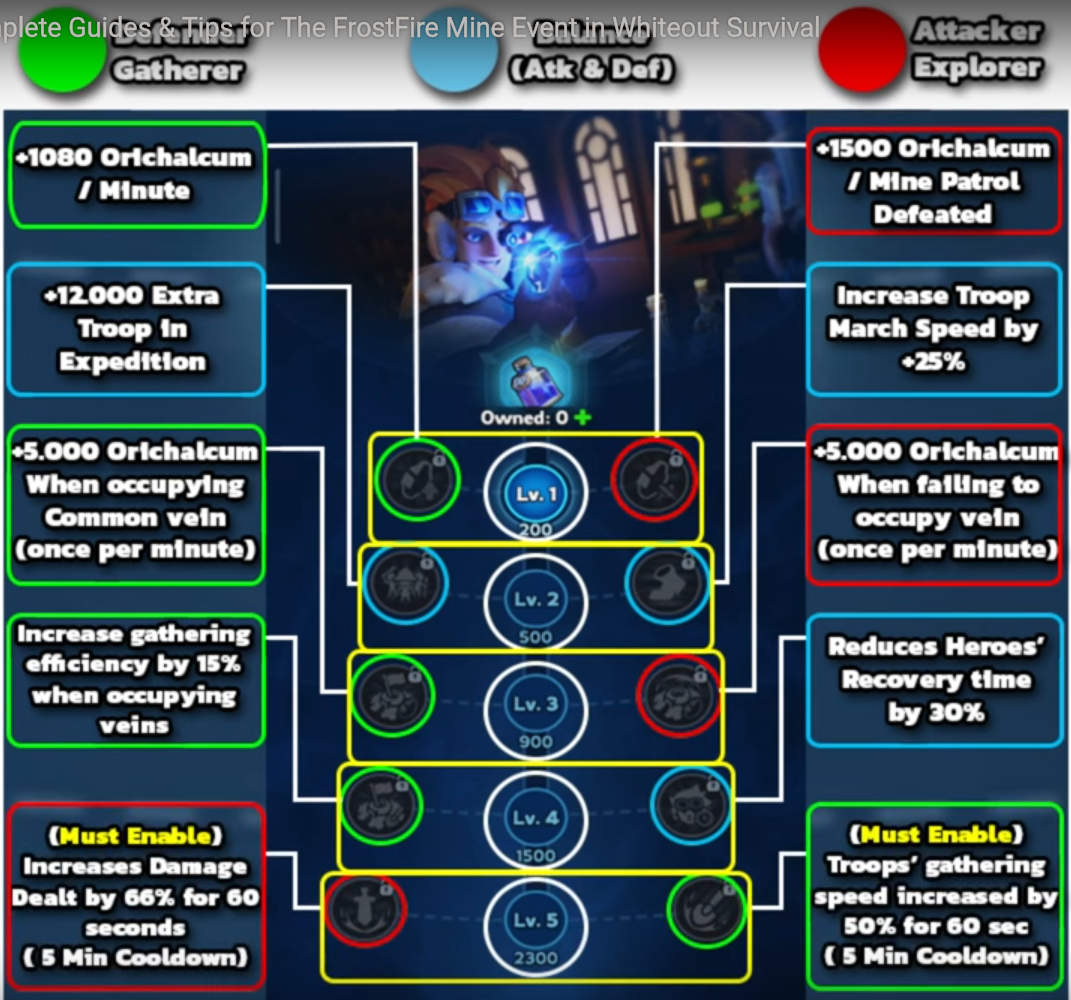 plete Guides & Tips for The FrostFire Mine Event in Whiteout Survival
Defender
Gatherer
Balance
(Atk & Def)
Attacker
Explorer
+1080 Orichalcum
/ Minute
+1500 Orichalcum
/ Mine Patrol
Defeated
+12.000 Extra
Troop in
Expedition
Increase Troop
March Speed by
+25%
Owned: 0 +
+5.000 Orichalcum
When occupying
Common vein
(once per minute)
+5.000 Orichalcum
When failing to
occupy vein
(once per minute)
Lv. 1
200
Lv. 2
500
Increase gathering
efficiency by 15%
when occupying
veins
Reduces Heroes'
Recovery time
by 30%
Lv. 3
900
Lv. 4
1500
(Must Enable)
Increases Damage
Dealt by 66% for 60
seconds
( 5 Min Cooldown)
(Must Enable)
Troops' gathering
speed increased by
50% for 60 sec
( 5 Min Cooldown)
Lv. 5
2300